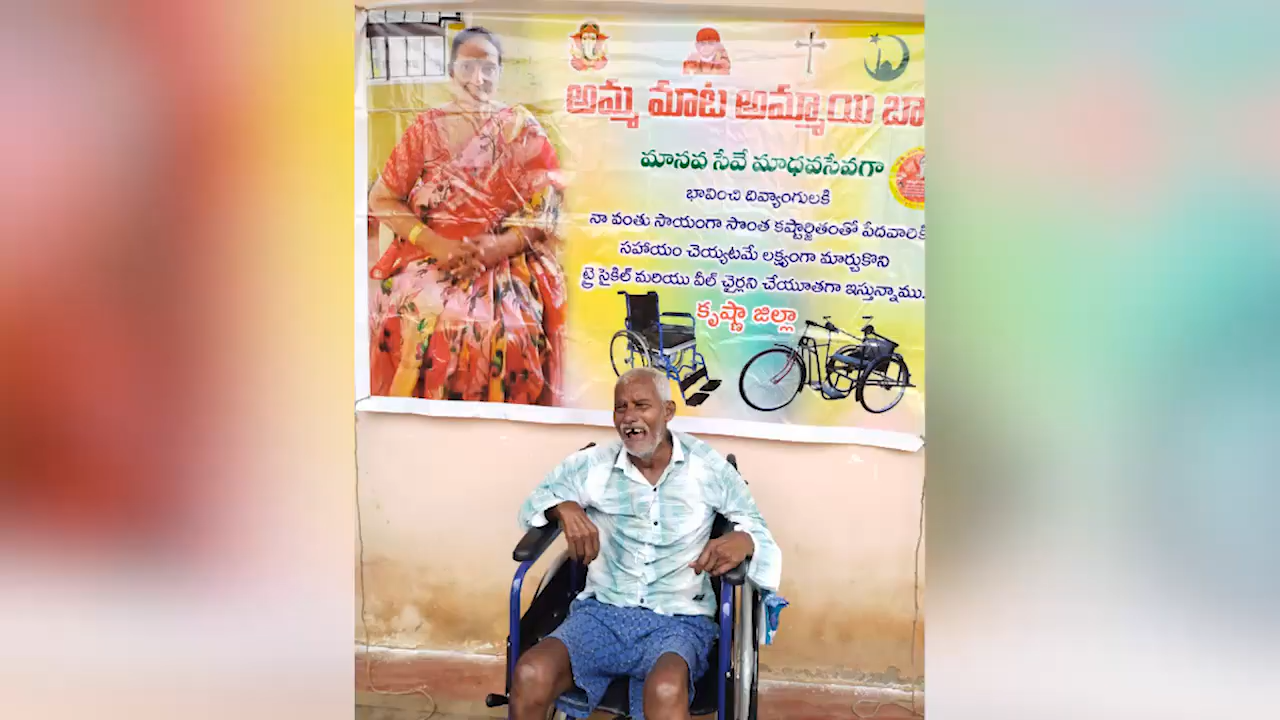 అమ్మ మాట అమ్మాయి బా
మానవ సేవే మాధవసేవగా
భావించి దివ్యాంగులకి
నా వంతు సాయంగా సొంత కష్టార్జితంతో పేదవారికి
సహాయం చెయ్యటమే లక్ష్యంగా మార్చుకొని
ట్రై సైకిల్ మరియు వీల్ ఛైర్లని చేయూతగా ఇస్తున్నాము.
కృష్ణా జిల్లా